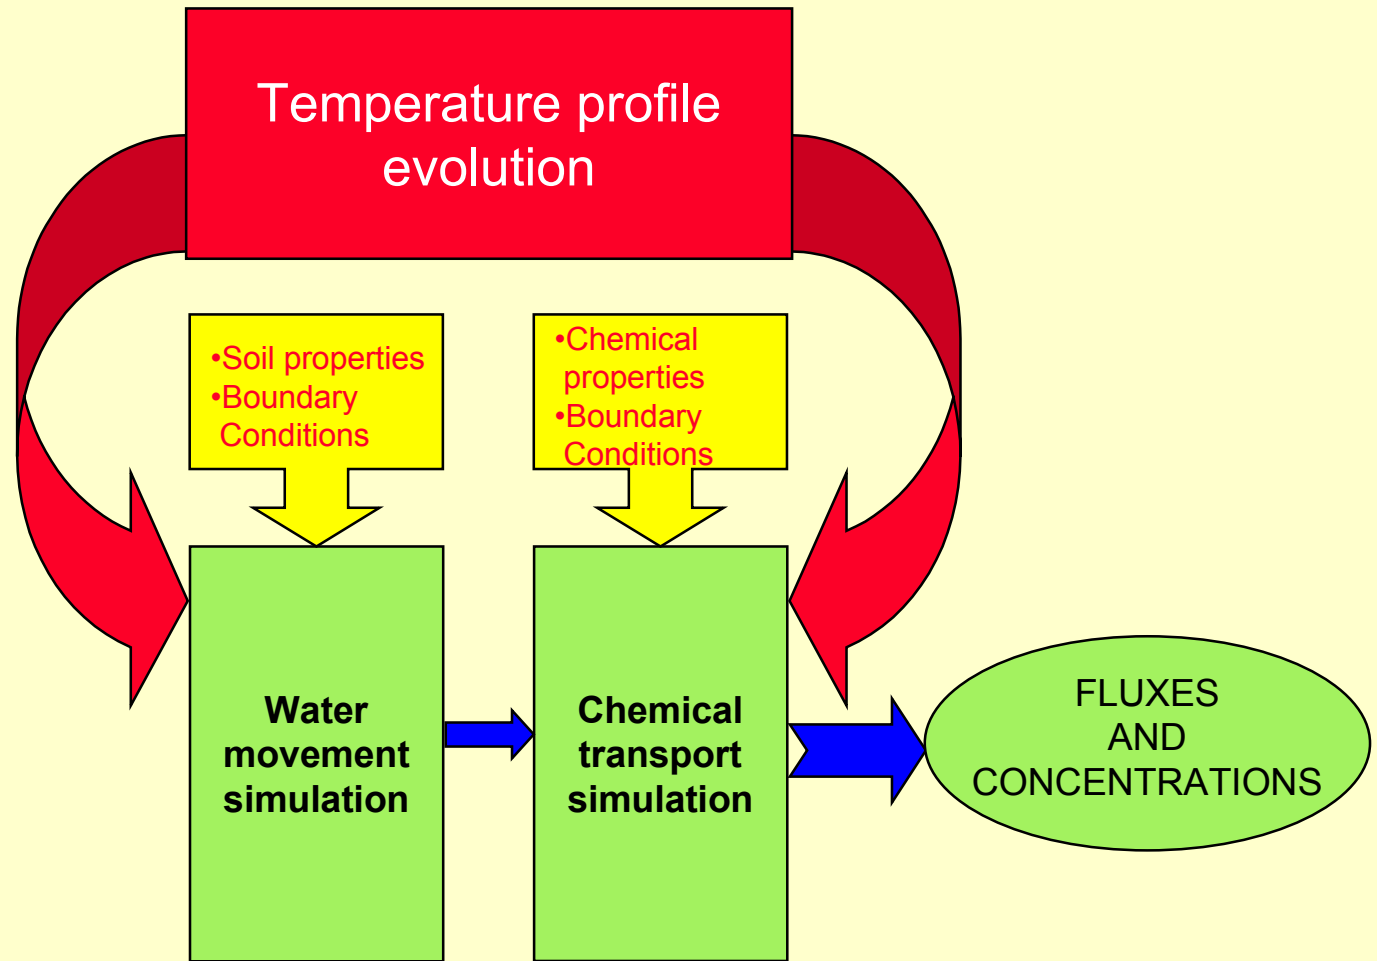 Temperature profile
evolution
•Soil properties
•Boundary
Conditions
•Chemical
properties
•Boundary
Conditions
Water
movement
simulation
Chemical
transport
simulation
FLUXES
AND
CONCENTRATIONS